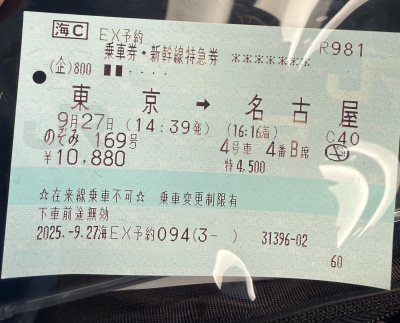 海C EX予約 R981
乗車券・新幹線特急券 *******
(企)800
東京→名古屋
9月27日 (14:39発) (16:16着) C40
のぞみ 169号 4号車 4番B席
¥10,880 特4,500
☆在来線乗車不可☆ 乗車変更制限有
下車前途無効
2025.-9.27海EX予約094(3- ) 31396-02
60